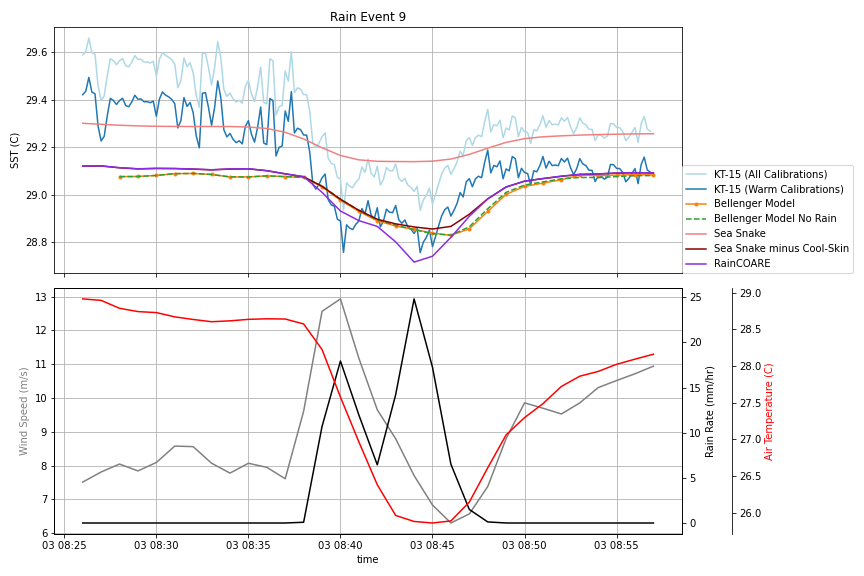 Rain Event 9
29.6
29.4
29.2
29.0
28.8
SST (C)
KT-15 (All Calibrations)
KT-15 (Warm Calibrations)
Bellenger Model
Bellenger Model No Rain
Sea Snake
Sea Snake minus Cool-Skin
RainCOARE
13
12
11
10
9
8
7
6
Wind Speed (m/s)
25
20
15
10
5
0
Rain Rate (mm/hr)
29.0
28.5
28.0
27.5
27.0
26.5
26.0
Air Temperature (C)
03 08:25 03 08:30 03 08:35 03 08:40 03 08:45 03 08:50 03 08:55
time